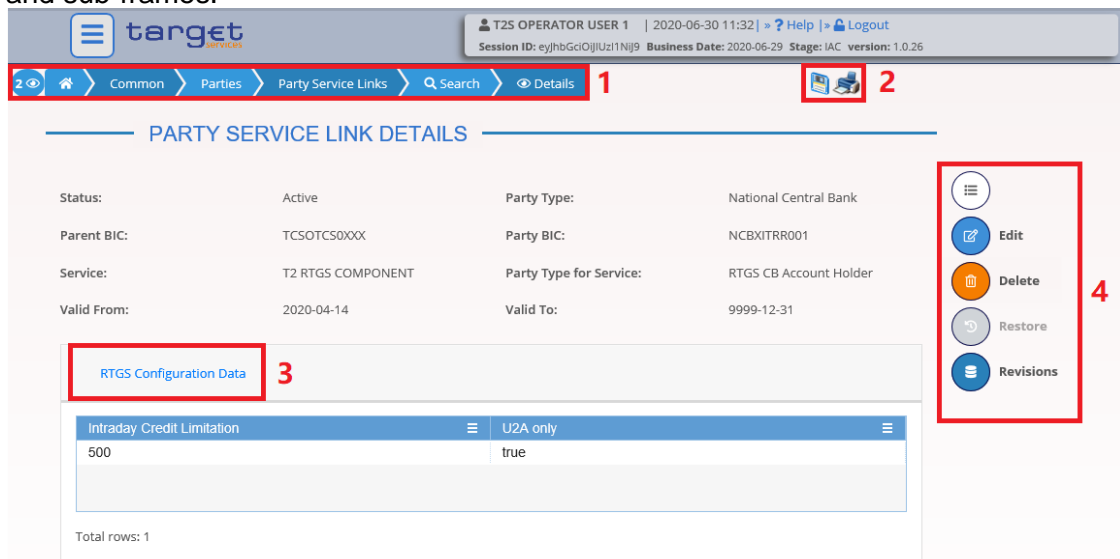 and sub-frames.
target
services
T2S OPERATOR USER 1 | 2020-06-30 11:32| » ? Help |» Logout
Session ID: eyJhbGciOiJIUzI1NiJ9 Business Date: 2020-06-29 Stage: IAC version: 1.0.26
2 Common Parties Party Service Links Search Details 1 2
PARTY SERVICE LINK DETAILS
Status: Active Party Type: National Central Bank
Parent BIC: TCSOTCS0XXX Party BIC: NCBXITRR001 Edit
Service: T2 RTGS COMPONENT Party Type for Service: RTGS CB Account Holder Delete 4
Valid From: 2020-04-14 Valid To: 9999-12-31 Restore
RTGS Configuration Data 3 Revisions
Intraday Credit Limitation U2A only
500 true
Total rows: 1